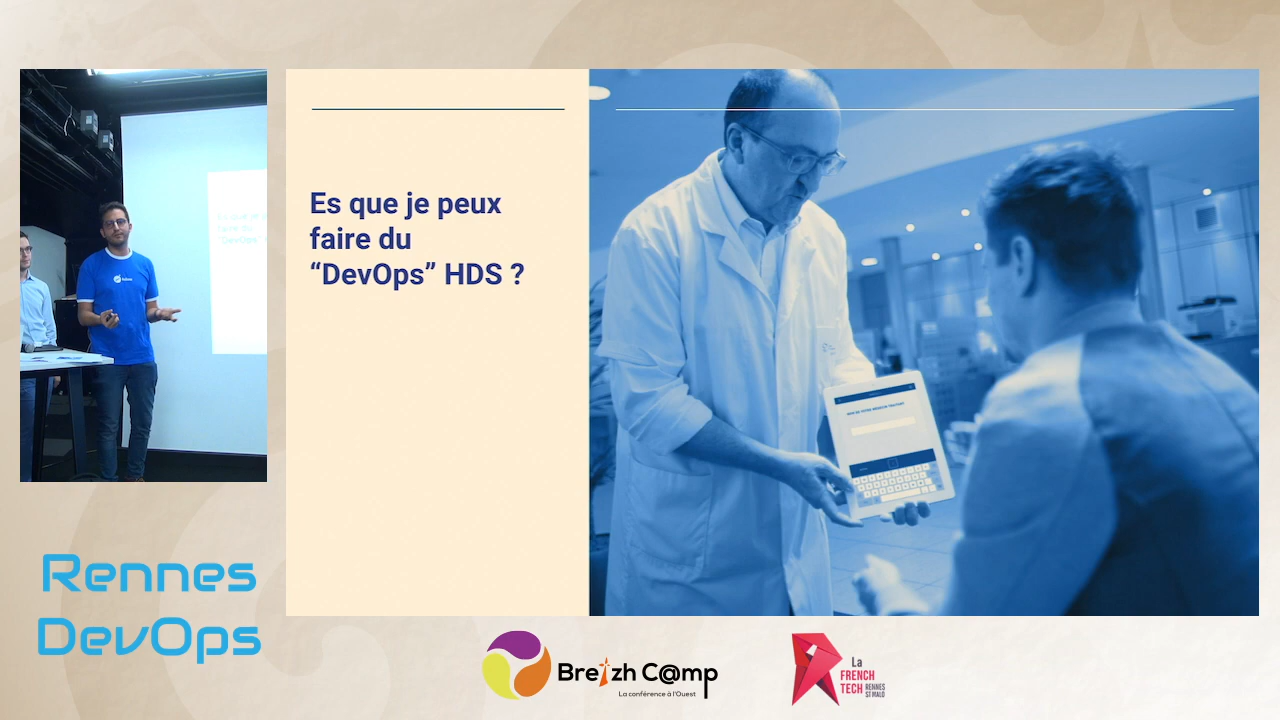 Es que je peux
faire du
“DevOps” HDS ?
Rennes
DevOps
Breizh C@mp
La conférence à l'Ouest
La
FRENCH
TECH
RENNES
ST MALO